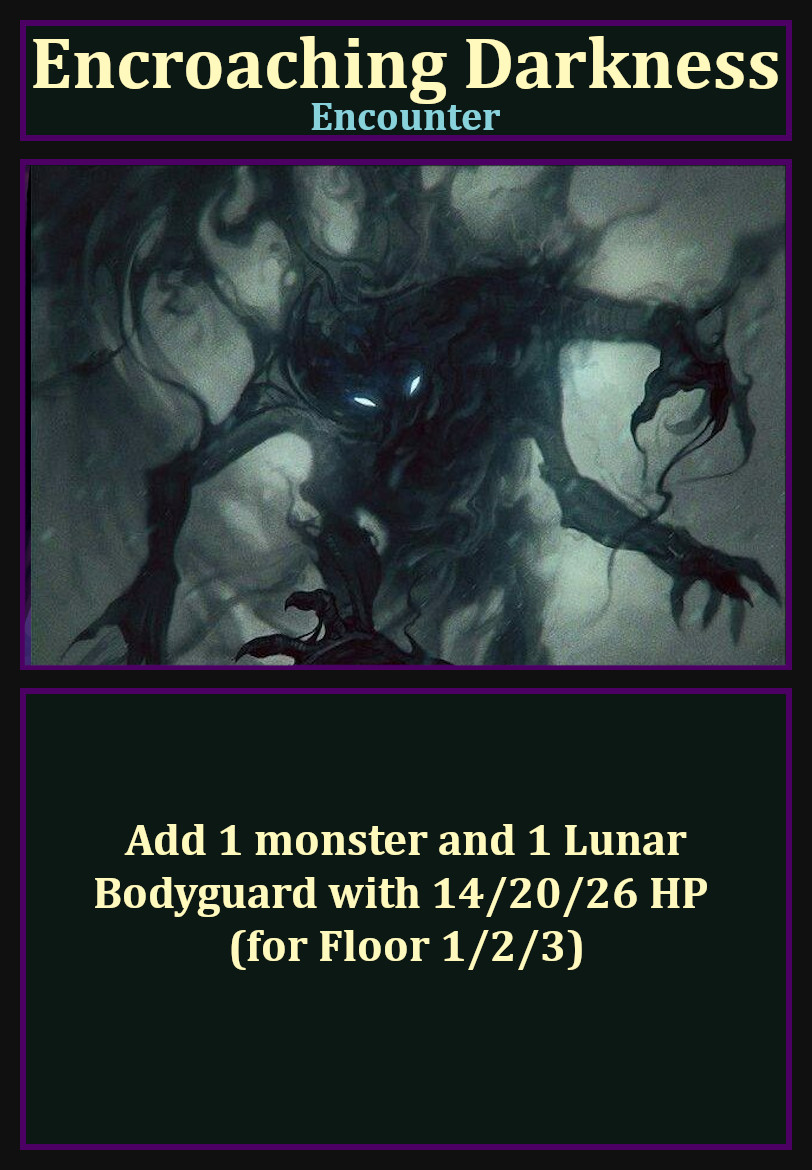 Encroaching Darkness
Encounter
Add 1 monster and 1 Lunar
Bodyguard with 14/20/26 HP
(for Floor 1/2/3)